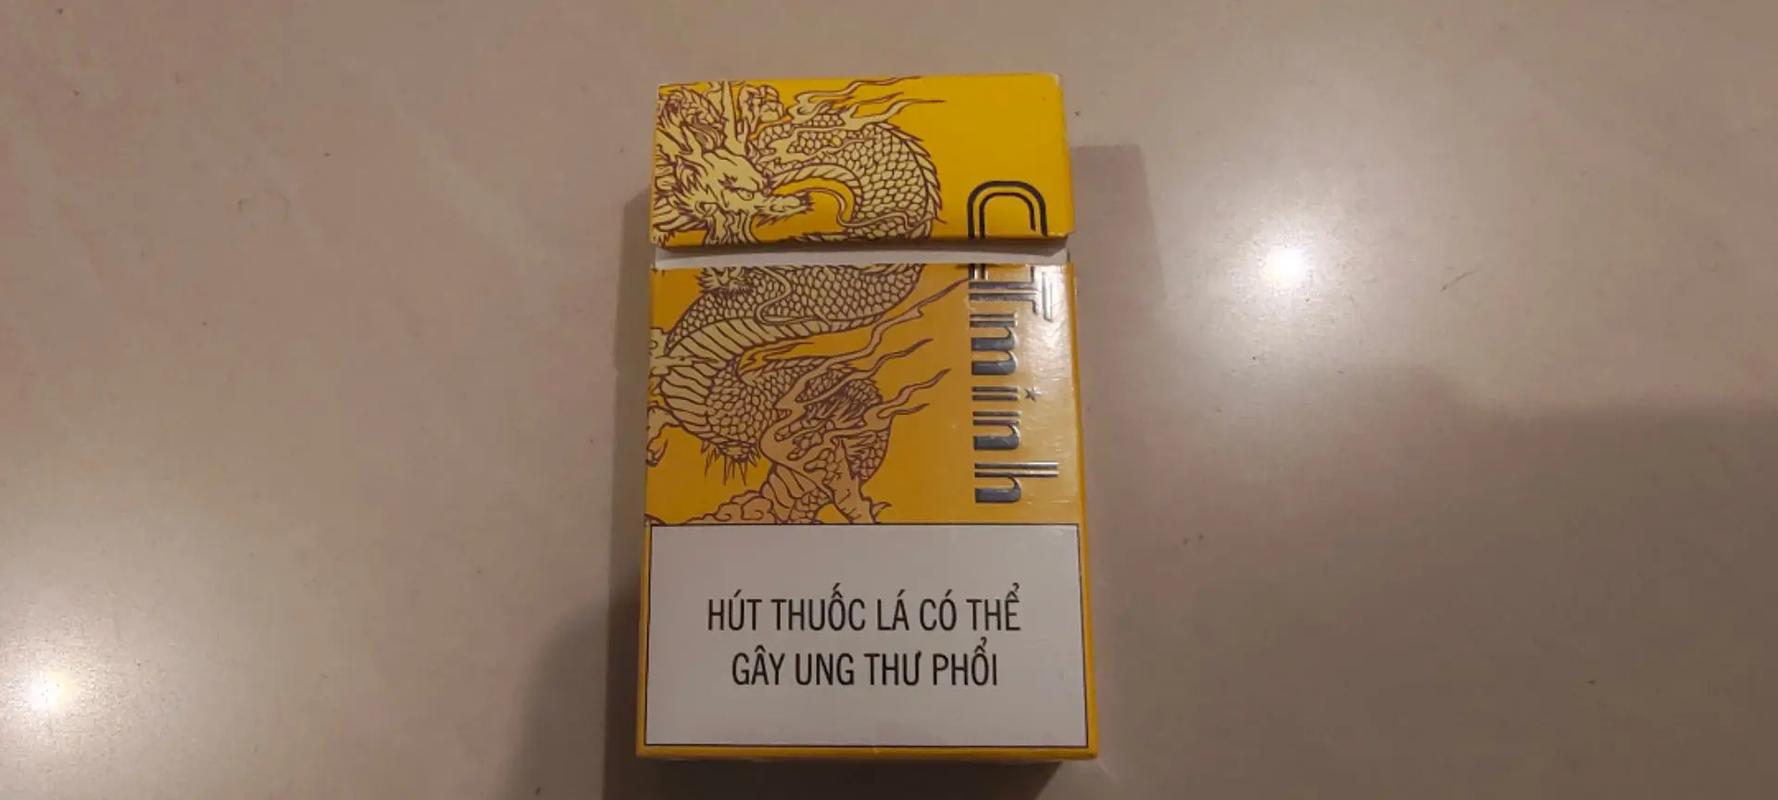 HÚT THUỐC LÁ CÓ THỂ
GÂY UNG THƯ PHỔI